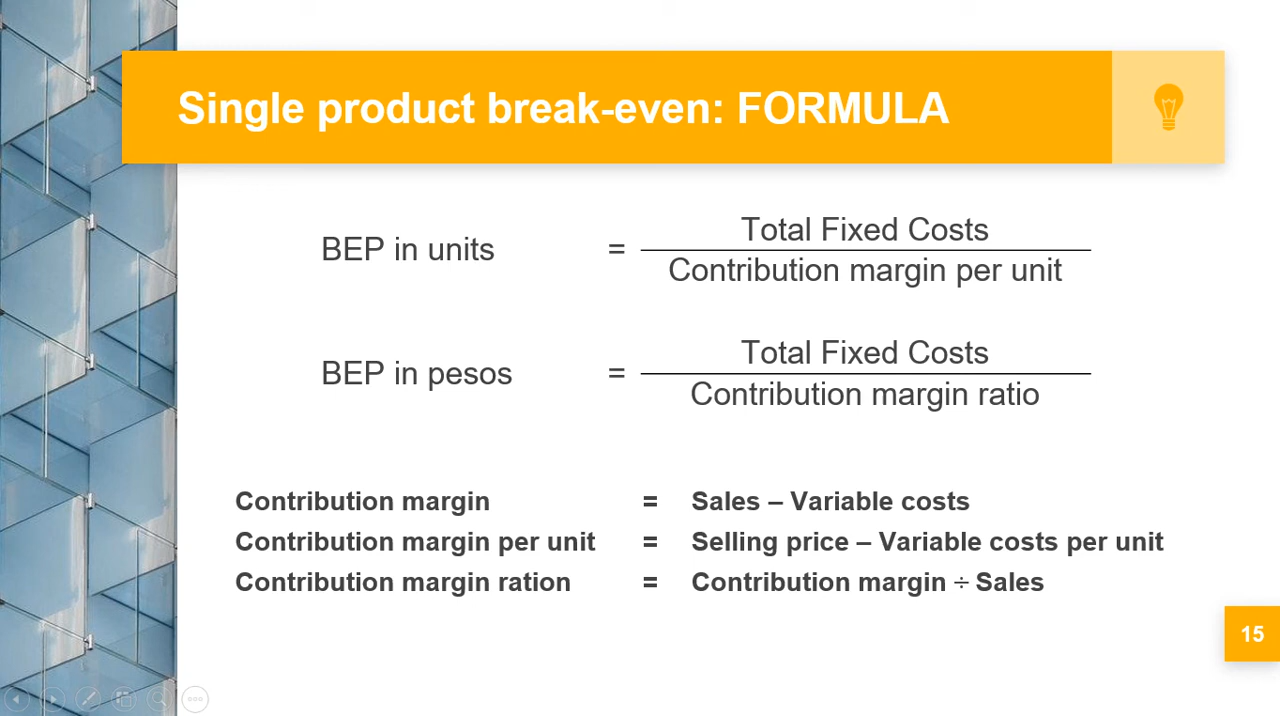 Single product break-even: FORMULA
BEP in units = Total Fixed Costs
Contribution margin per unit
BEP in pesos = Total Fixed Costs
Contribution margin ratio
Contribution margin = Sales – Variable costs
Contribution margin per unit = Selling price – Variable costs per unit
Contribution margin ration = Contribution margin ÷ Sales
15